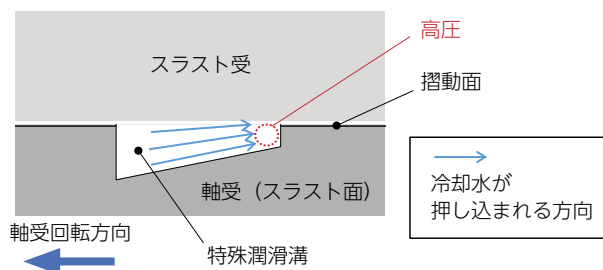 高圧
スラスト受
摺動面
冷却水が
押し込まれる方向
軸受（スラスト面）
軸受回転方向
特殊潤滑溝